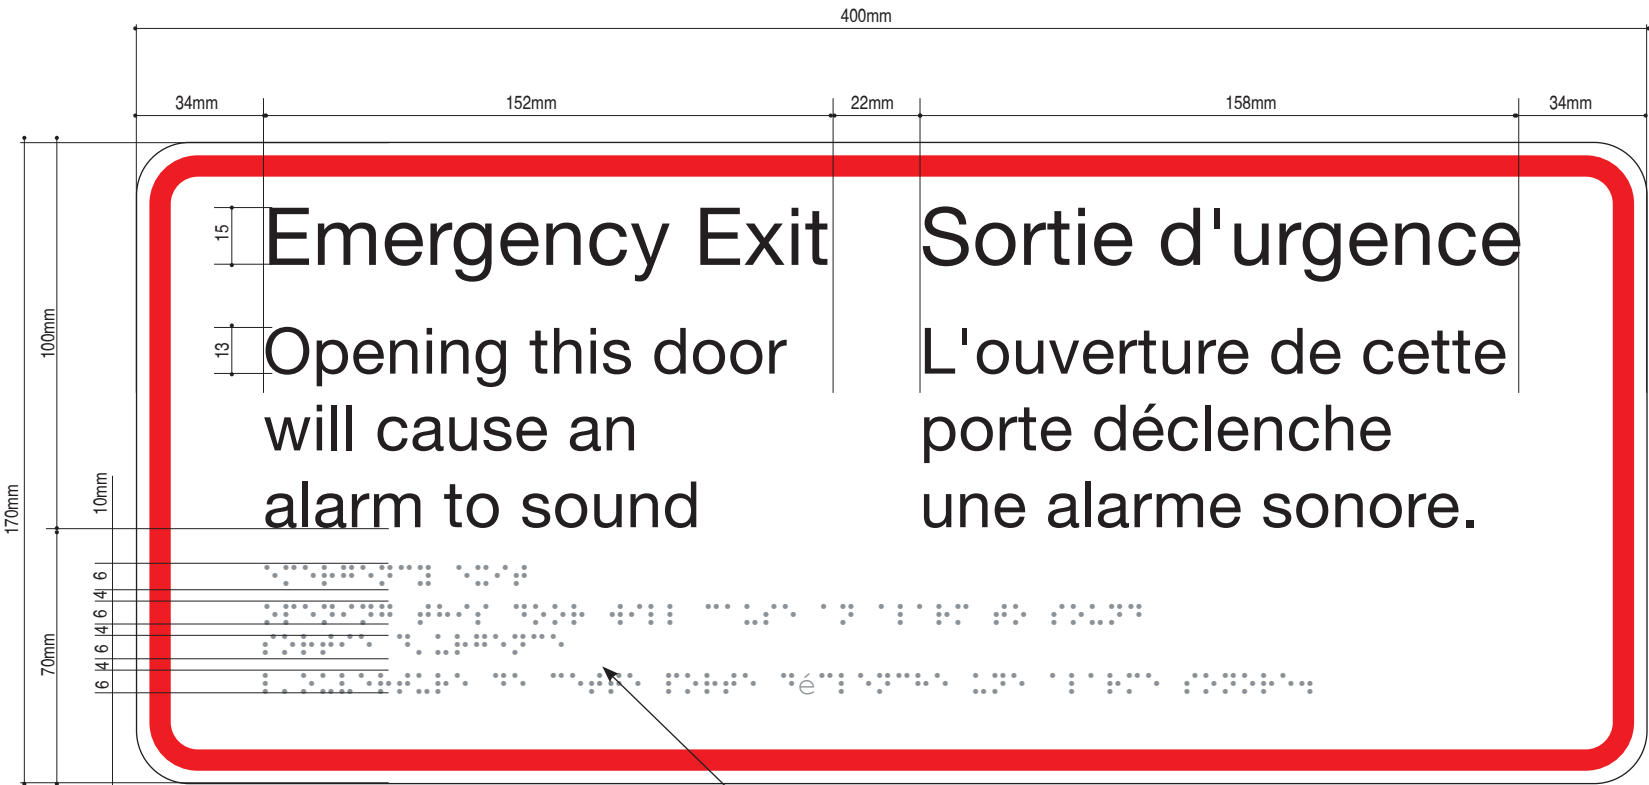 400mm
34mm 152mm 22mm 158mm 34mm
170mm
100mm
70mm
10mm
15
13
6
4
6
4
6
4
6
Emergency Exit
Opening this door
will cause an
alarm to sound
Sortie d'urgence
L'ouverture de cette
porte déclenche
une alarme sonore.
⠑⠍⠑⠗⠛⠑⠝⠉⠽ ⠑⠭⠊⠞
⠕⠏⠑⠝⠊⠝⠛ ⠞⠓⠊⠎ ⠙⠕⠕⠗ ⠺⠊⠇⠇ ⠉⠁⠥⠎⠑ ⠁⠝ ⠁⠇⠁⠗⠍ ⠞⠕ ⠎⠕⠥⠝⠙
⠎⠕⠗⠞⠊⠑ ⠙⠄⠥⠗⠛⠑⠝⠉⠑
⠇⠄⠕⠥⠧⠑⠗⠞⠥⠗⠑ ⠙⠑ ⠉⠑⠞⠞⠑ ⠏⠕⠗⠞⠑ ⠙é⠉⠇⠑⠝⠉⠓⠑ ⠥⠝⠑ ⠁⠇⠁⠗⠍⠑ ⠎⠕⠝⠕⠗⠑⠲